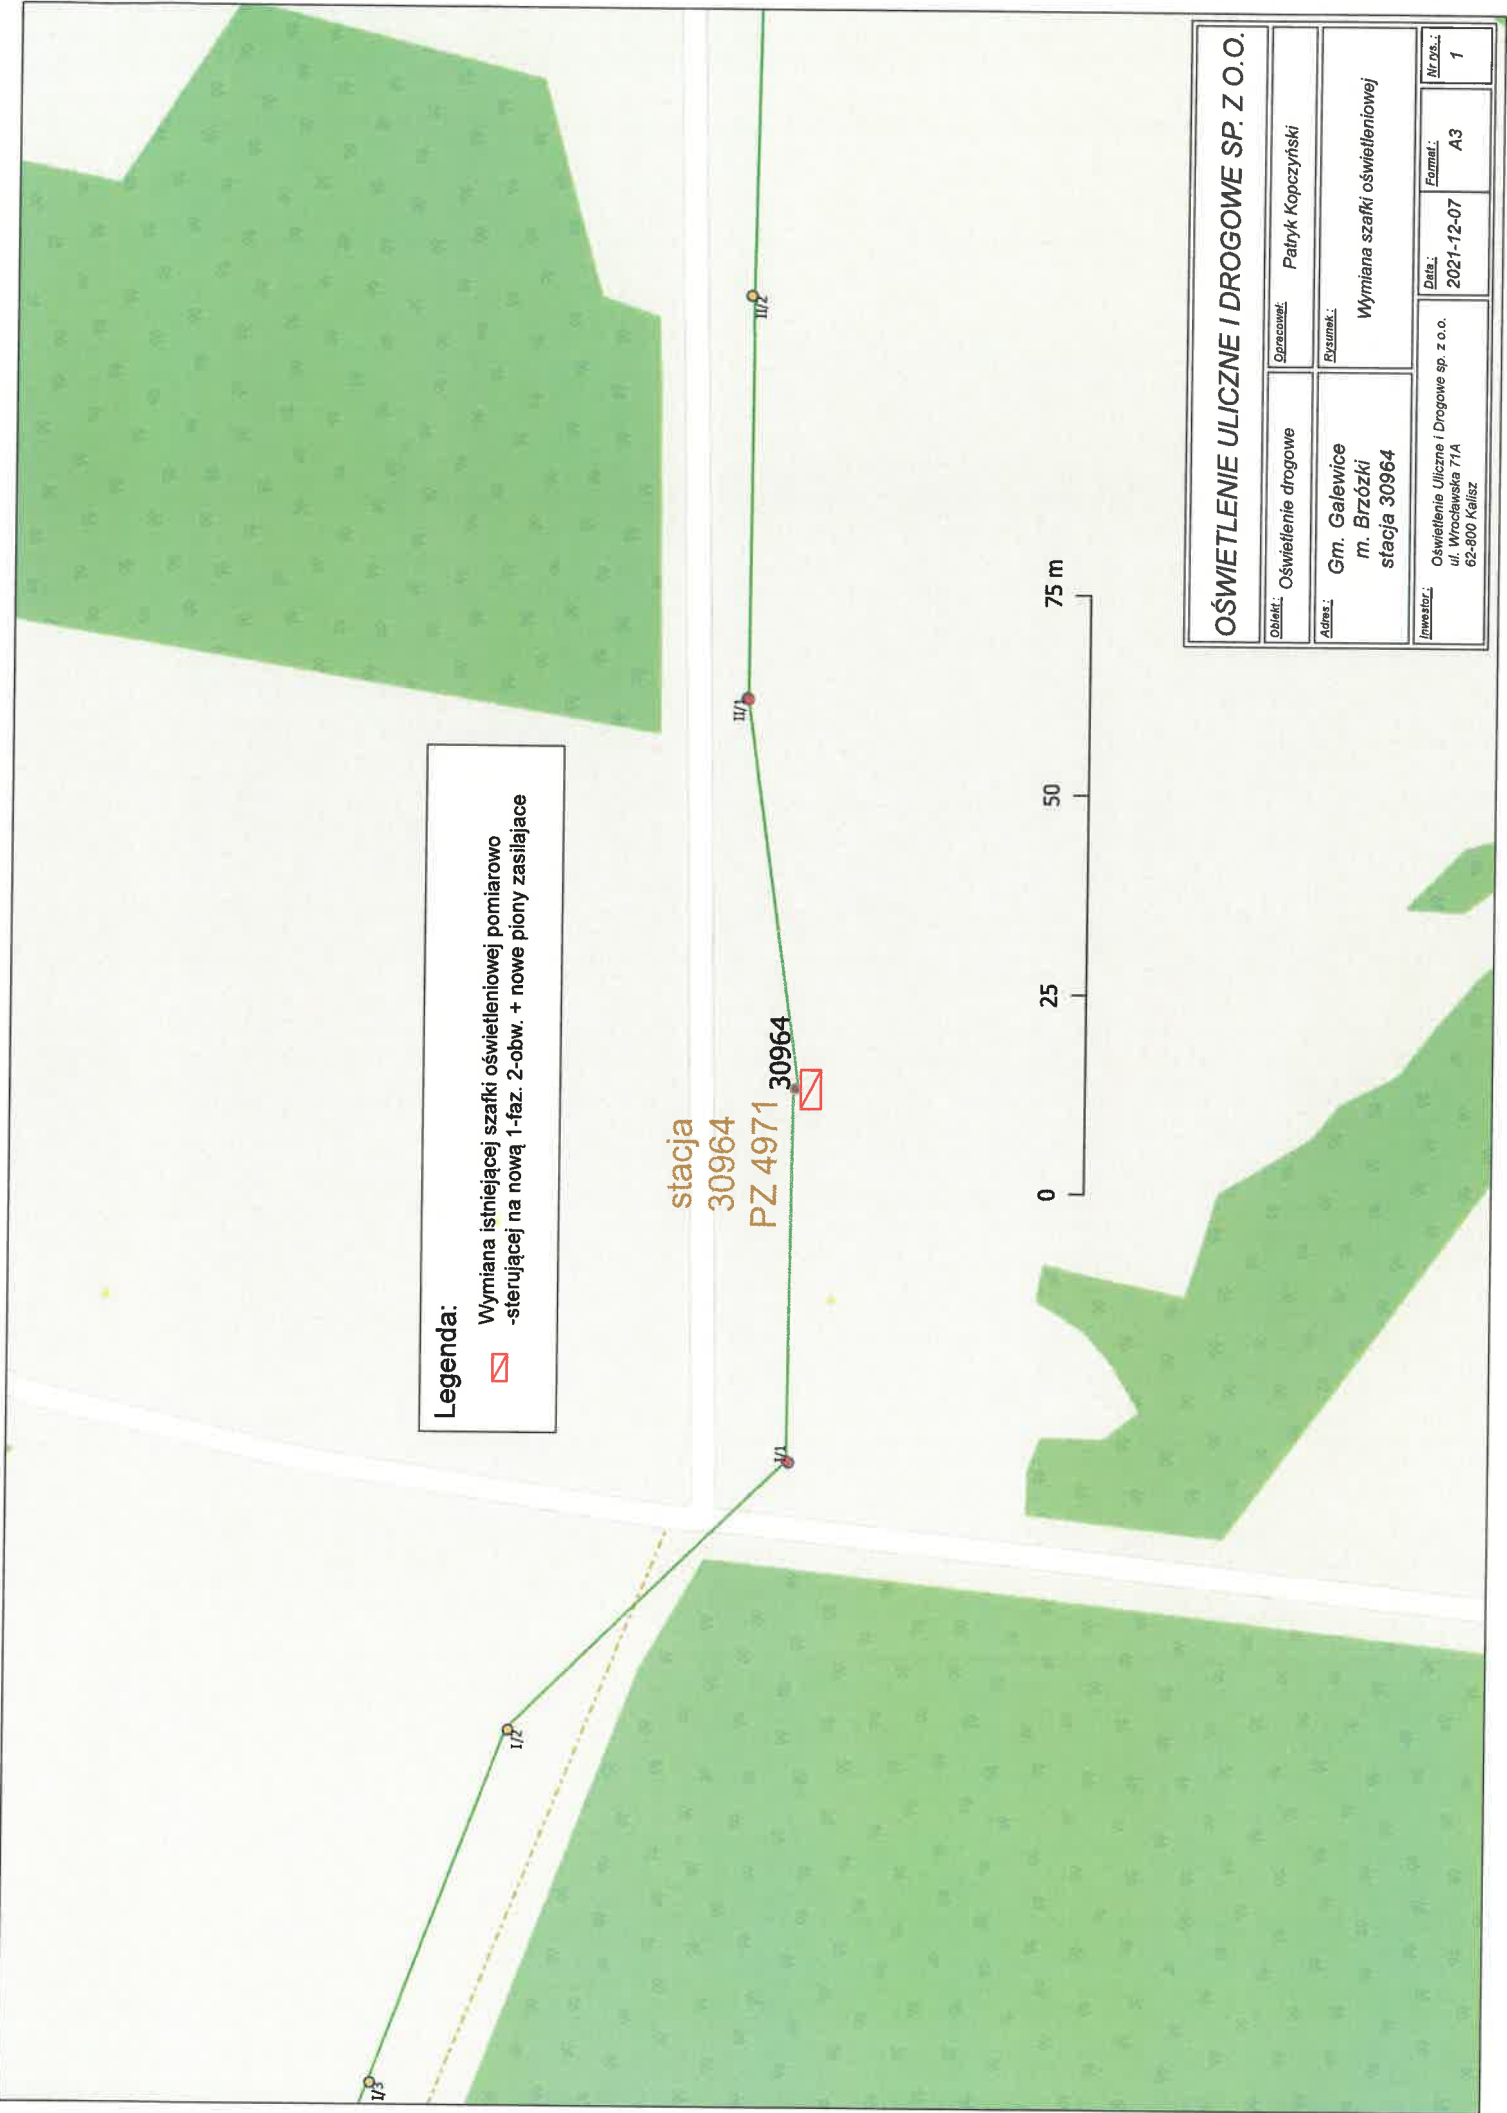 I/3
I/2
I/1
Legenda:
Wymiana istniejącej szafki oświetleniowej pomiarowo
-sterującej na nową 1-faz. 2-obw. + nowe piony zasilajace
stacja
30964
PZ 4971
30964
II/1
II/2
0
25
50
75 m
OŚWIETLENIE ULICZNE I DROGOWE SP. Z O.O.
Obiekt: Oświetlenie drogowe
Opracował: Patryk Kopczyński
Adres: Gm. Galewice
m. Brzózki
stacja 30964
Rysunek:
Wymiana szafki oświetleniowej
Inwestor: Oświetlenie Uliczne i Drogowe sp. z o.o.
ul. Wrocławska 71A
62-800 Kalisz
Data:
2021-12-07
Format:
A3
Nr rys.:
1